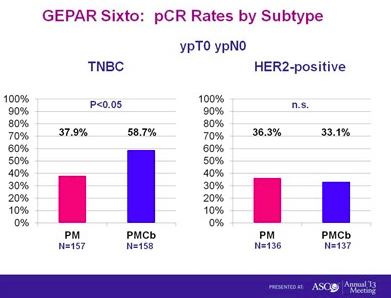 GEPAR Sixto: pCR Rates by Subtype
ypT0 ypN0
TNBC
HER2-positive
100%
90%
80%
70%
60%
50%
40%
30%
20%
10%
0%
P<0.05
37.9%
58.7%
PM
PMCb
N=157
N=158
100%
90%
80%
70%
60%
50%
40%
30%
20%
10%
0%
n.s.
36.3%
33.1%
PM
PMCb
N=136
N=137
PRESENTED AT:
ASCO
Annual '13
Meeting